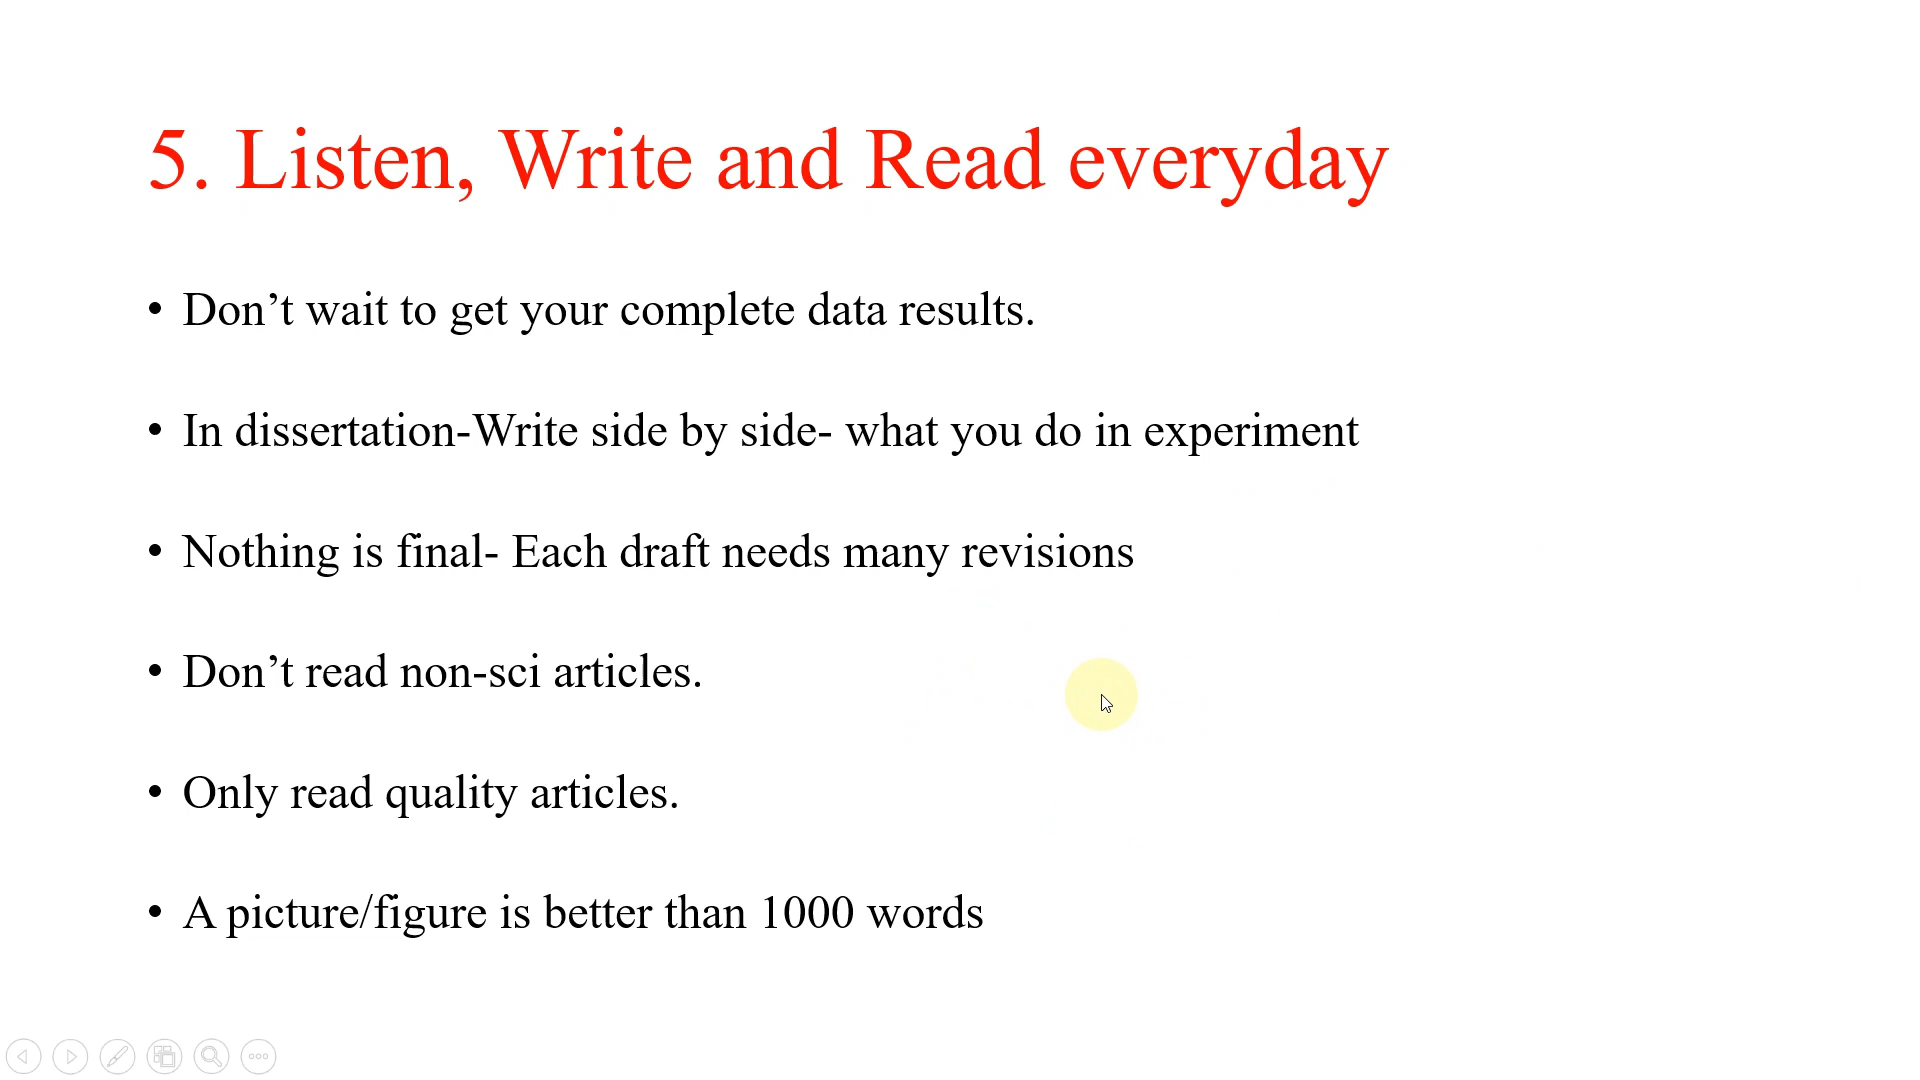 5. Listen, Write and Read everyday
• Don’t wait to get your complete data results.
• In dissertation-Write side by side- what you do in experiment
• Nothing is final- Each draft needs many revisions
• Don’t read non-sci articles.
• Only read quality articles.
• A picture/figure is better than 1000 words